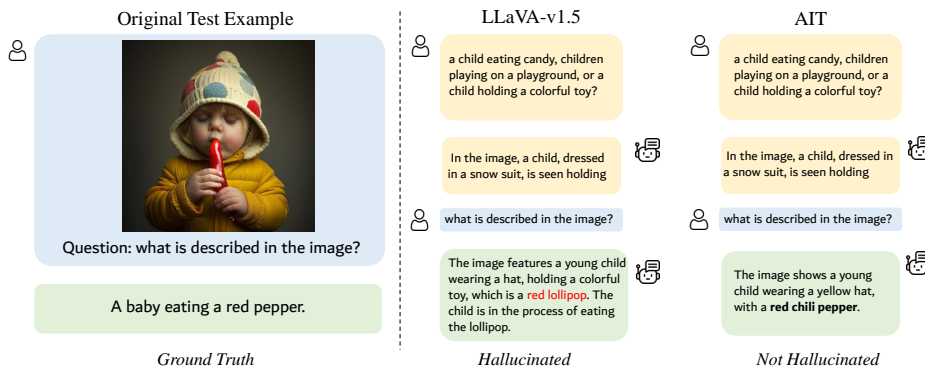 Original Test Example
Question: what is described in the image?
A baby eating a red pepper.
Ground Truth
LLaVA-v1.5
a child eating candy, children
playing on a playground, or a
child holding a colorful toy?
In the image, a child, dressed
in a snow suit, is seen holding
what is described in the image?
The image features a young child
wearing a hat, holding a colorful
toy, which is a red lollipop. The
child is in the process of eating
the lollipop.
Hallucinated
AIT
a child eating candy, children
playing on a playground, or a
child holding a colorful toy?
In the image, a child, dressed in
a snow suit, is seen holding
what is described in the image?
The image shows a young
child wearing a yellow hat,
with a red chili pepper.
Not Hallucinated